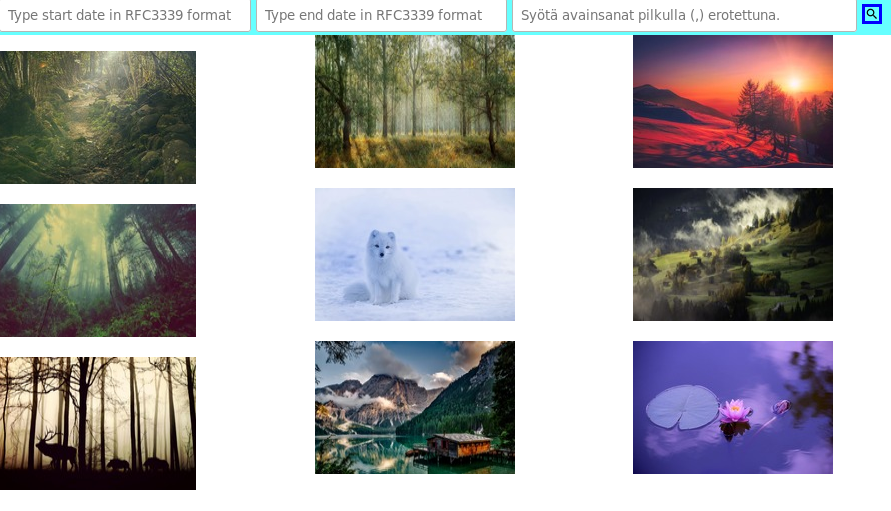 Type start date in RFC3339 format
Type end date in RFC3339 format
Syötä avainsanat pilkulla (,) erotettuna.